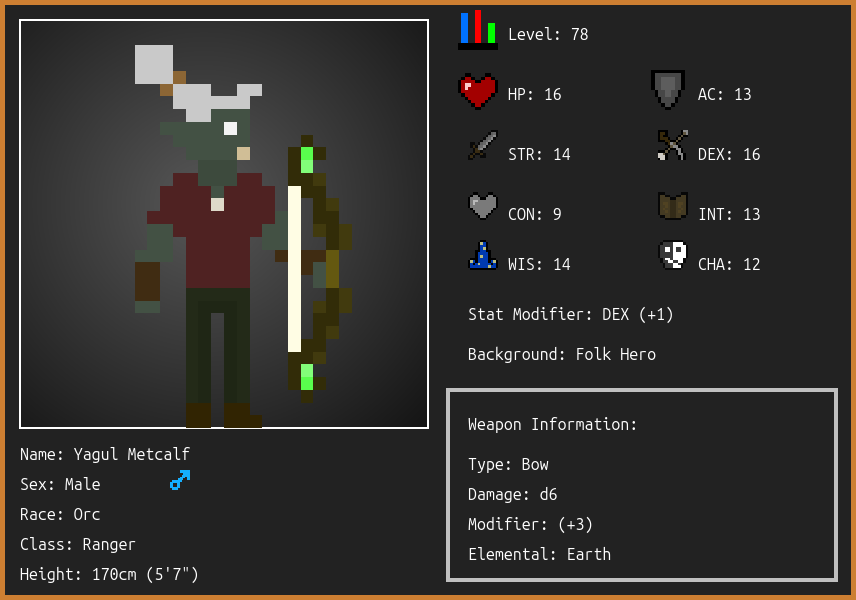 Level: 78
HP: 16
AC: 13
STR: 14
DEX: 16
CON: 9
INT: 13
WIS: 14
CHA: 12
Stat Modifier: DEX (+1)
Background: Folk Hero
Weapon Information:
Type: Bow
Damage: d6
Modifier: (+3)
Elemental: Earth
Name: Yagul Metcalf
Sex: Male
Race: Orc
Class: Ranger
Height: 170cm (5'7")